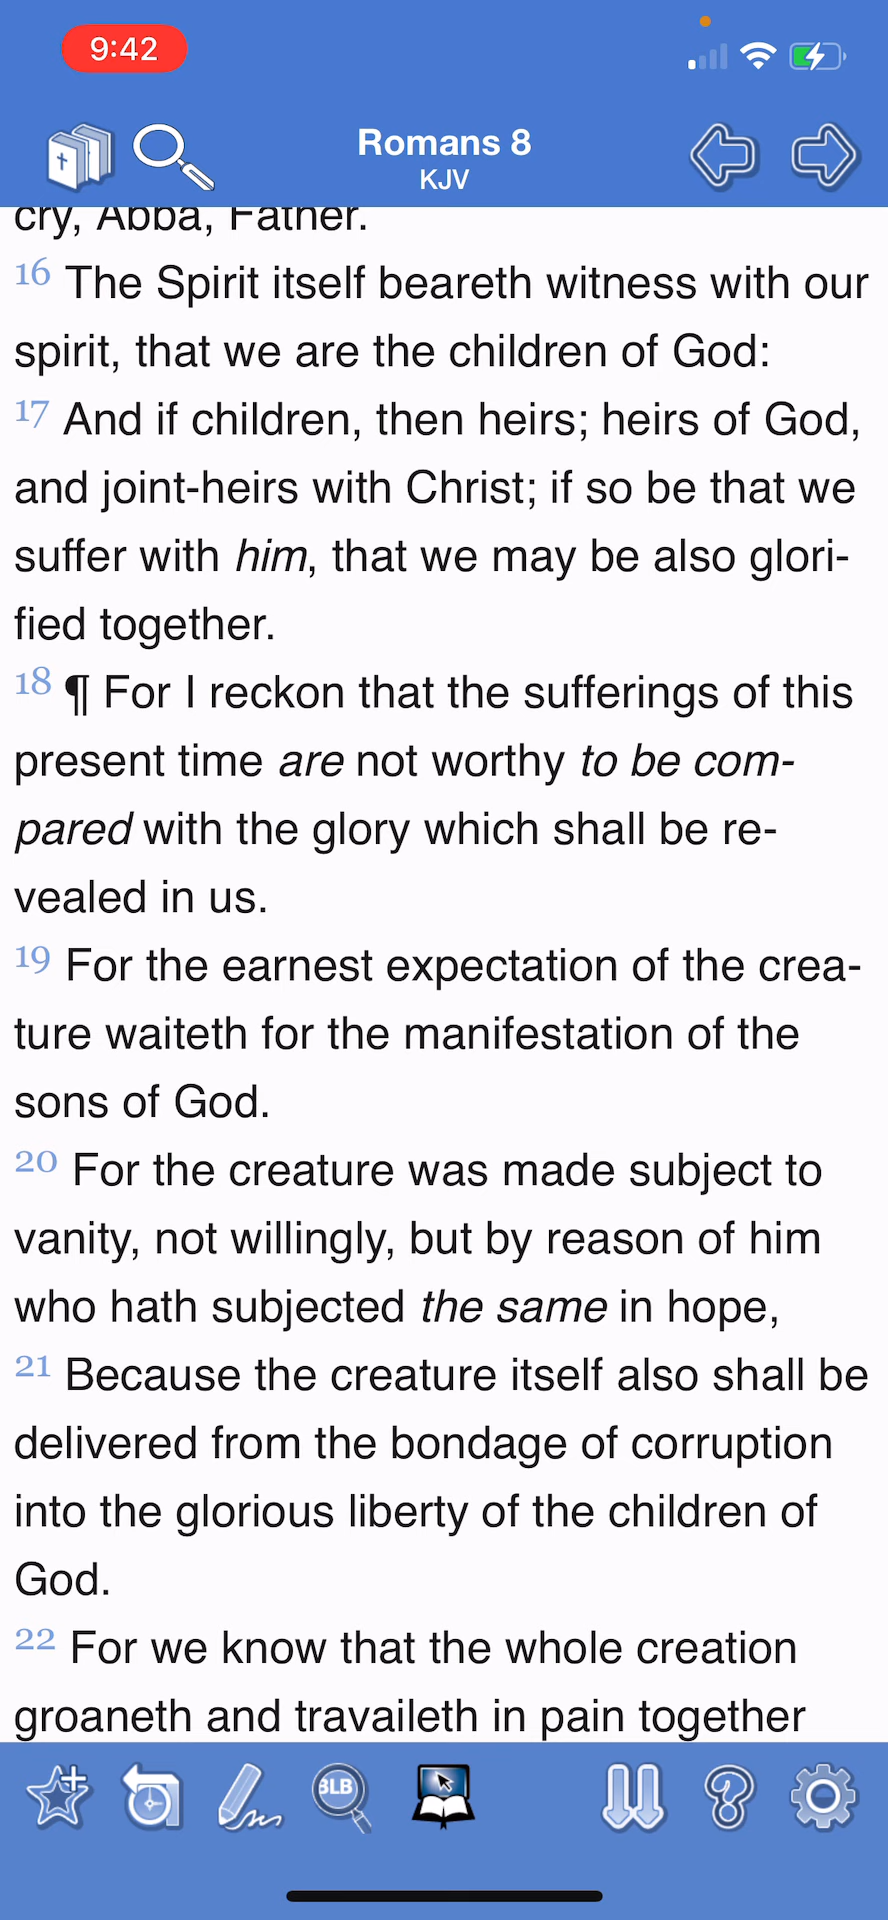 9:42
Romans 8
KJV
cry, Abba, Father.
16 The Spirit itself beareth witness with our
spirit, that we are the children of God:
17 And if children, then heirs; heirs of God,
and joint-heirs with Christ; if so be that we
suffer with him, that we may be also glori-
fied together.
18 ¶ For I reckon that the sufferings of this
present time are not worthy to be com-
pared with the glory which shall be re-
vealed in us.
19 For the earnest expectation of the crea-
ture waiteth for the manifestation of the
sons of God.
20 For the creature was made subject to
vanity, not willingly, but by reason of him
who hath subjected the same in hope,
21 Because the creature itself also shall be
delivered from the bondage of corruption
into the glorious liberty of the children of
God.
22 For we know that the whole creation
groaneth and travaileth in pain together
BLB